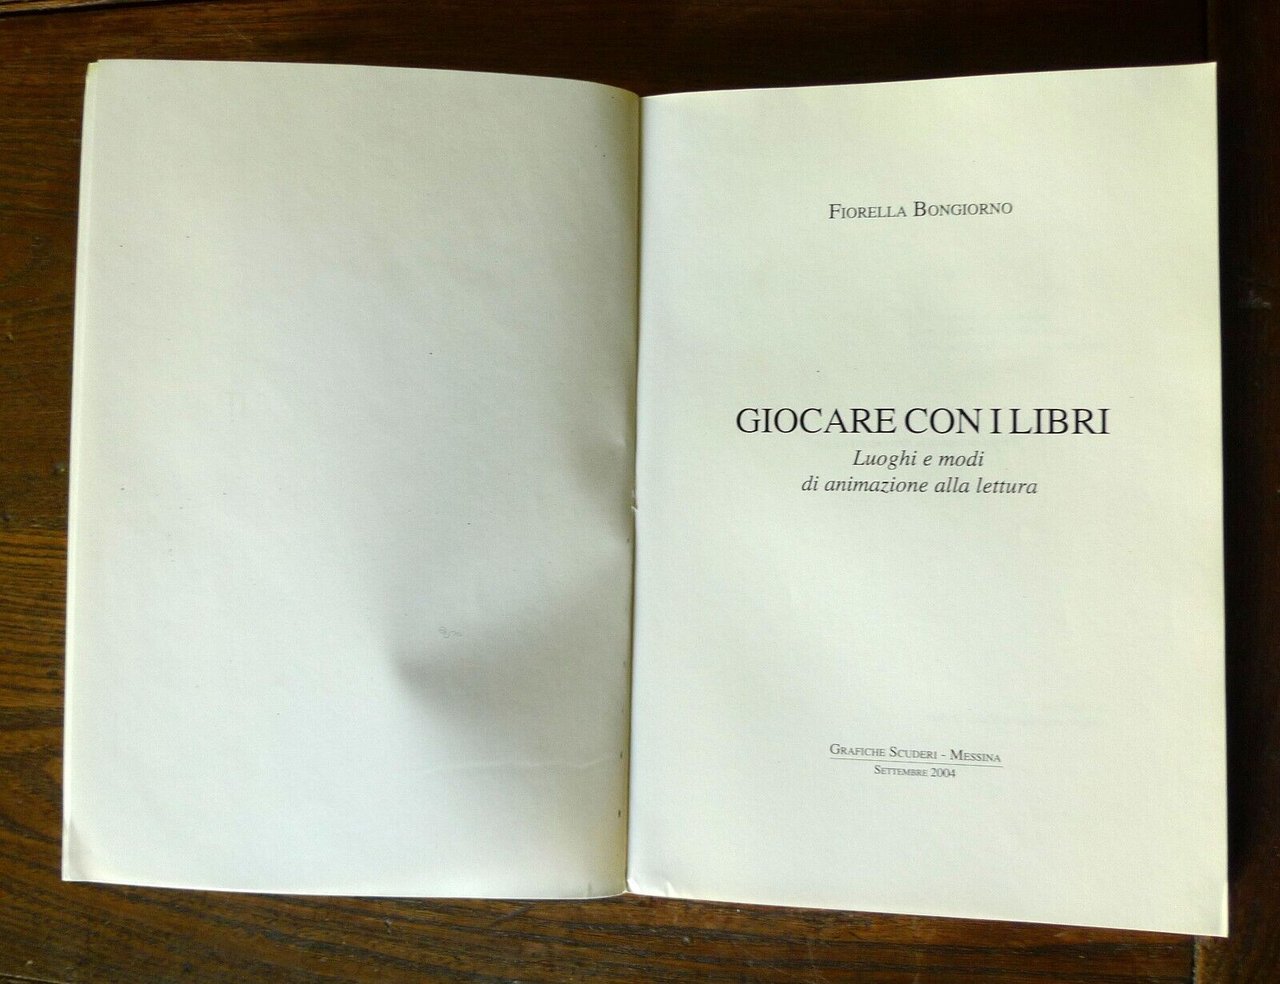 FIORELLA BONGIORNO
GIOCARE CON I LIBRI
Luoghi e modi
di animazione alla lettura
GRAFICHE SCUDERI - MESSINA
SETTEMBRE 2004